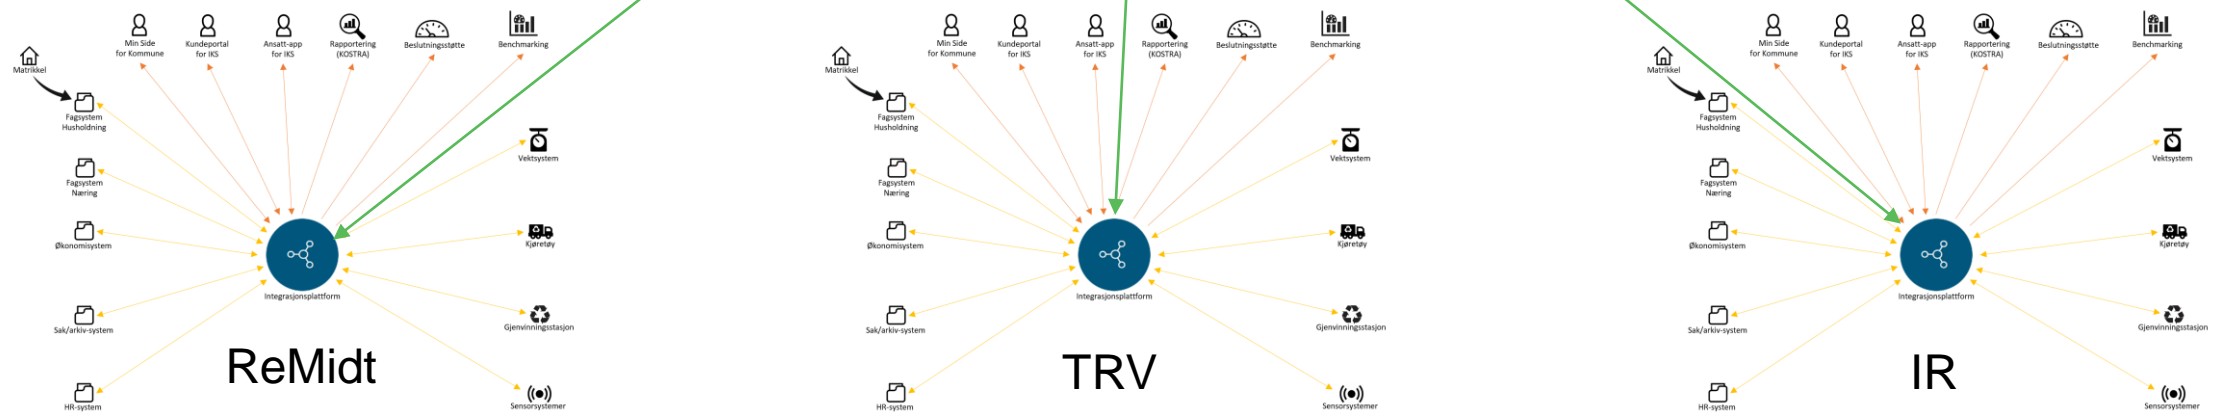 Min Side
for Kommune
Kundeportal
for IKS
Ansatt-app
for IKS
Rapportering
(KOSTRA)
Beslutningsstøtte
Benchmarking
Matrikkel
Fagsystem
Husholdning
Vektsystem
Fagsystem
Næring
Økonomisystem
Kjøretøy
Integrasjonsplattform
Sak/arkiv-system
Gjenvinningsstasjon
ReMidt
HR-system
Sensorsystemer
Min Side
for Kommune
Kundeportal
for IKS
Ansatt-app
for IKS
Rapportering
(KOSTRA)
Beslutningsstøtte
Benchmarking
Matrikkel
Fagsystem
Husholdning
Vektsystem
Fagsystem
Næring
Økonomisystem
Kjøretøy
Integrasjonsplattform
Sak/arkiv-system
Gjenvinningsstasjon
TRV
HR-system
Sensorsystemer
Min Side
for Kommune
Kundeportal
for IKS
Ansatt-app
for IKS
Rapportering
(KOSTRA)
Beslutningsstøtte
Benchmarking
Matrikkel
Fagsystem
Husholdning
Vektsystem
Fagsystem
Næring
Økonomisystem
Kjøretøy
Integrasjonsplattform
Sak/arkiv-system
Gjenvinningsstasjon
IR
HR-system
Sensorsystemer